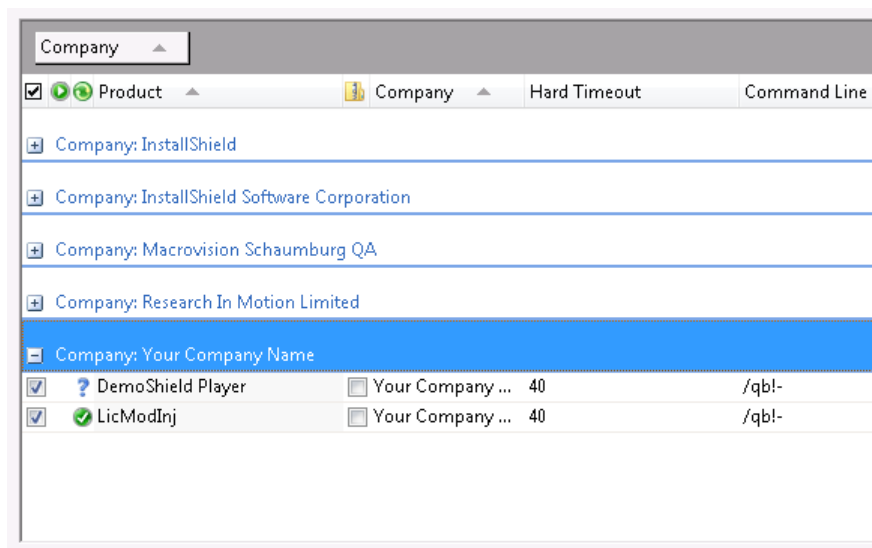 Company
Product Company Hard Timeout Command Line
Company: InstallShield
Company: InstallShield Software Corporation
Company: Macrovision Schaumburg QA
Company: Research In Motion Limited
Company: Your Company Name
? DemoShield Player Your Company ... 40 /qb!-
LicModInj Your Company ... 40 /qb!-